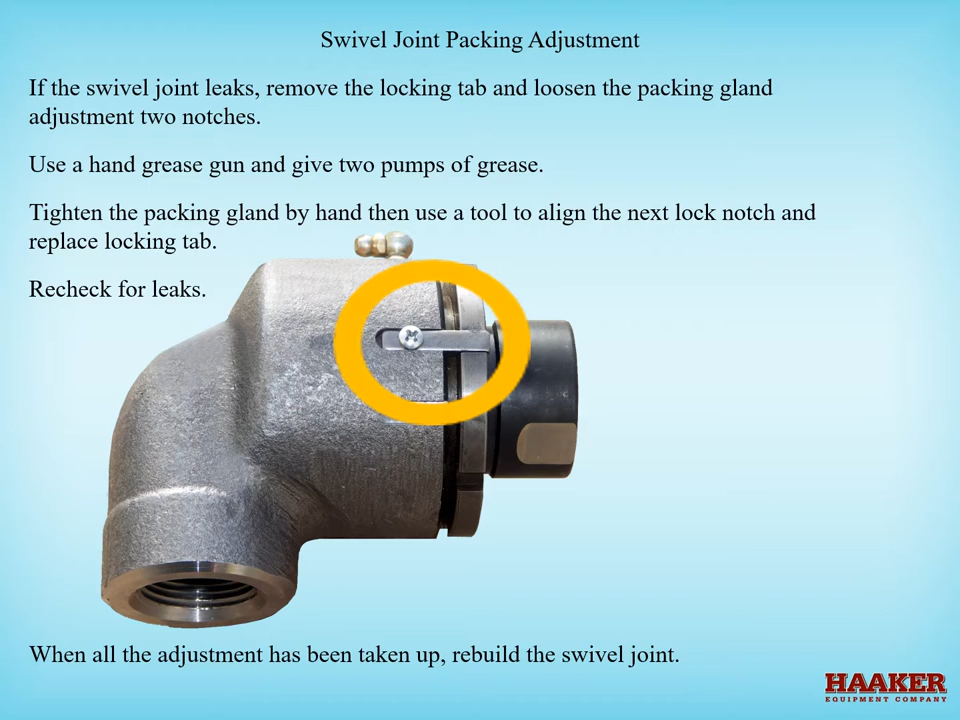 Swivel Joint Packing Adjustment
If the swivel joint leaks, remove the locking tab and loosen the packing gland
adjustment two notches.
Use a hand grease gun and give two pumps of grease.
Tighten the packing gland by hand then use a tool to align the next lock notch and
replace locking tab.
Recheck for leaks.
When all the adjustment has been taken up, rebuild the swivel joint.
HAAKER
EQUIPMENT COMPANY